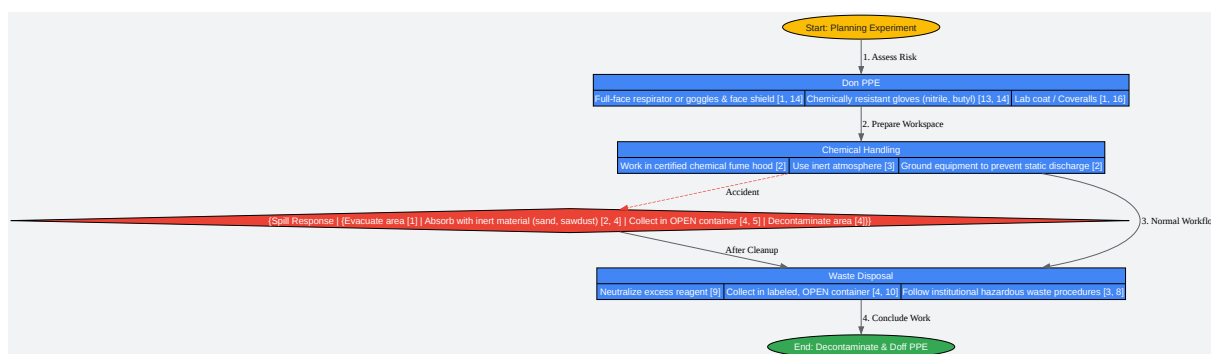 Start: Planning Experiment
1. Assess Risk
Don PPE
Full-face respirator or goggles & face shield [1, 14]
Chemically resistant gloves (nitrile, butyl) [13, 14]
Lab coat / Coveralls [1, 16]
2. Prepare Workspace
Chemical Handling
Work in certified chemical fume hood [2]
Use inert atmosphere [3]
Ground equipment to prevent static discharge [2]
Accident
{Spill Response | {Evacuate area [1] | Absorb with inert material (sand, sawdust) [2, 4] | Collect in OPEN container [4, 5] | Decontaminate area [4]}}
3. Normal Workflo
After Cleanup
Waste Disposal
Neutralize excess reagent [9]
Collect in labeled, OPEN container [4, 10]
Follow institutional hazardous waste procedures [3, 8]
4. Conclude Work
End: Decontaminate & Doff PPE